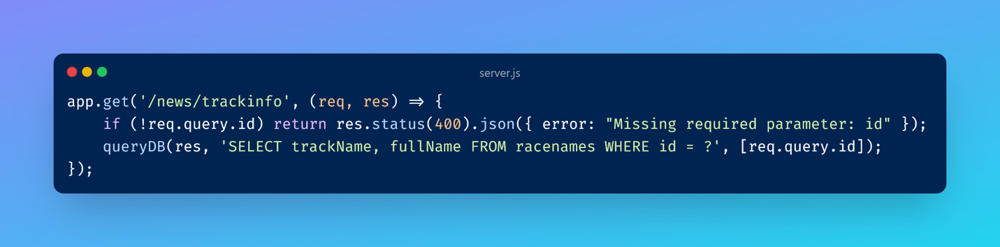 server.js
app.get('/news/trackinfo', (req, res) => {
    if (!req.query.id) return res.status(400).json({ error: "Missing required parameter: id" });
    queryDB(res, 'SELECT trackName, fullName FROM racenames WHERE id = ?', [req.query.id]);
});